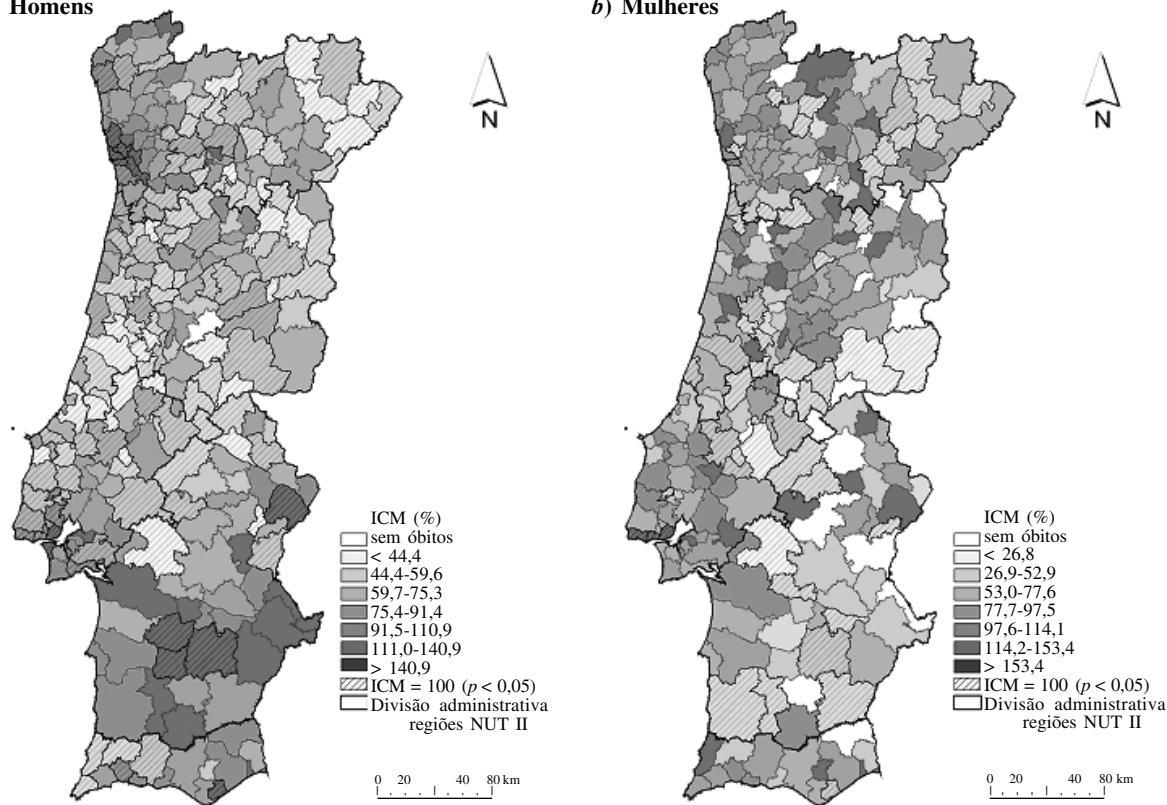 Homens
N
ICM (%)
sem óbitos
< 44,4
44,4-59,6
59,7-75,3
75,4-91,4
91,5-110,9
111,0-140,9
> 140,9
ICM = 100 (p < 0,05)
Divisão administrativa
regiões NUT II
0 20 80 km
b) Mulheres
N
ICM (%)
sem óbitos
< 26,8
26,9-52,9
53,0-77,6
77,7-97,5
97,6-114,1
114,2-153,4
> 153,4
ICM = 100 (p < 0,05)
Divisão administrativa
regiões NUT II
0 20 80 km